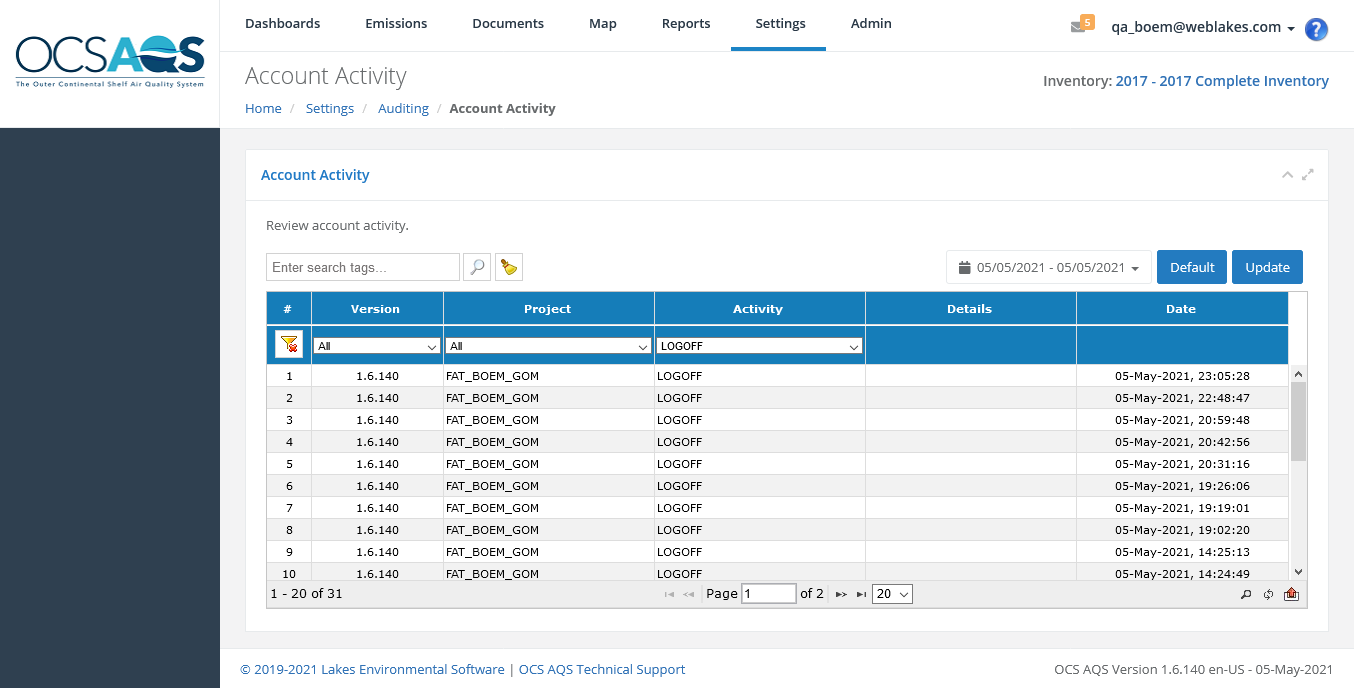 Dashboards Emissions Documents Map Reports Settings Admin 5 qa_boem@weblakes.com ?
OCSAQS
The Outer Continental Shelf Air Quality System
Account Activity
Inventory: 2017 - 2017 Complete Inventory
Home / Settings / Auditing / Account Activity
Account Activity
Review account activity.
Enter search tags... 05/05/2021 - 05/05/2021 Default Update
# Version Project Activity Details Date
All All LOGOFF
1 1.6.140 FAT_BOEM_GOM LOGOFF 05-May-2021, 23:05:28
2 1.6.140 FAT_BOEM_GOM LOGOFF 05-May-2021, 22:48:47
3 1.6.140 FAT_BOEM_GOM LOGOFF 05-May-2021, 20:59:48
4 1.6.140 FAT_BOEM_GOM LOGOFF 05-May-2021, 20:42:56
5 1.6.140 FAT_BOEM_GOM LOGOFF 05-May-2021, 20:31:16
6 1.6.140 FAT_BOEM_GOM LOGOFF 05-May-2021, 19:26:06
7 1.6.140 FAT_BOEM_GOM LOGOFF 05-May-2021, 19:19:01
8 1.6.140 FAT_BOEM_GOM LOGOFF 05-May-2021, 19:02:20
9 1.6.140 FAT_BOEM_GOM LOGOFF 05-May-2021, 14:25:13
10 1.6.140 FAT_BOEM_GOM LOGOFF 05-May-2021, 14:24:49
1 - 20 of 31 Page 1 of 2 20
© 2019-2021 Lakes Environmental Software | OCS AQS Technical Support OCS AQS Version 1.6.140 en-US - 05-May-2021